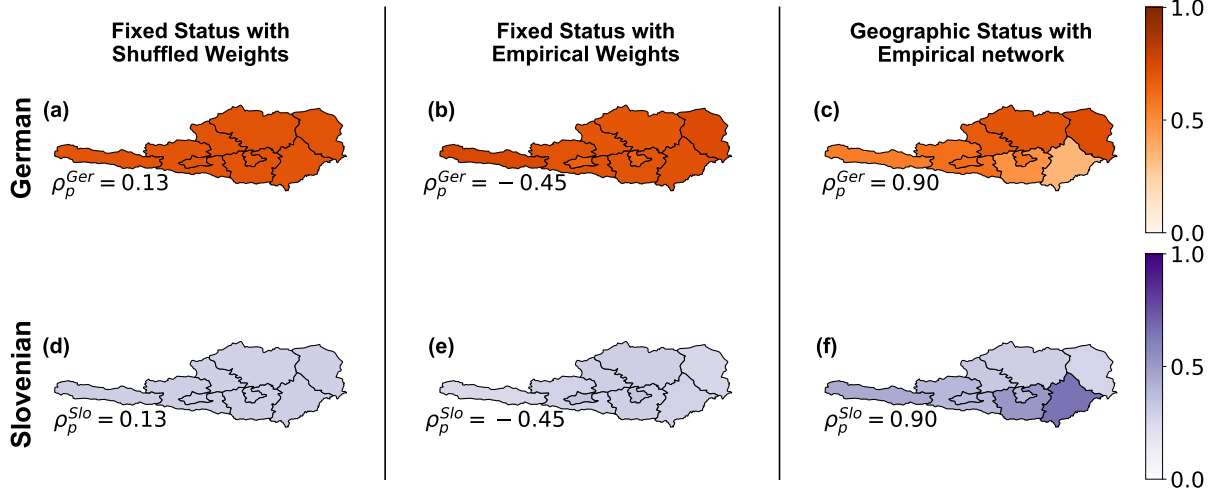 Fixed Status with
Shuffled Weights
Fixed Status with
Empirical Weights
Geographic Status with
Empirical network
German
(a)
ρ_p^{Ger} = 0.13
(b)
ρ_p^{Ger} = −0.45
(c)
ρ_p^{Ger} = 0.90
1.0
0.5
0.0
Slovenian
(d)
ρ_p^{Slo} = 0.13
(e)
ρ_p^{Slo} = −0.45
(f)
ρ_p^{Slo} = 0.90
1.0
0.5
0.0